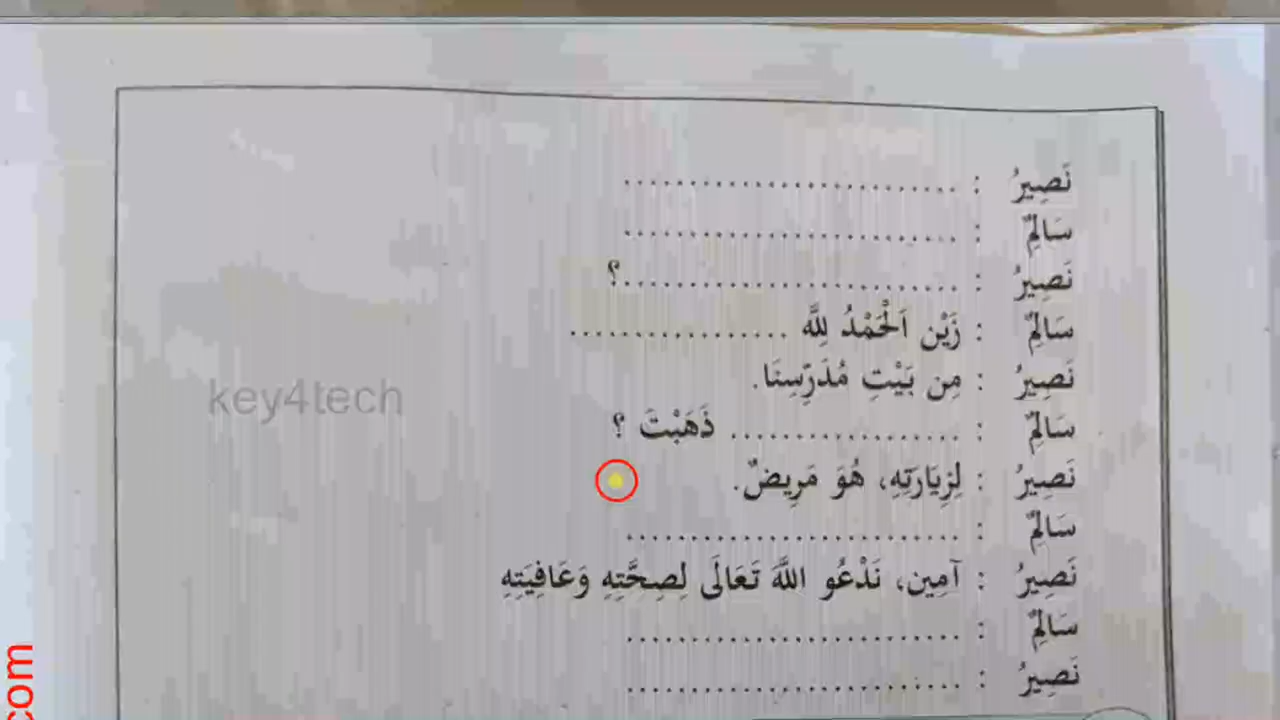 نَصِيرُ : ..........................
سَالِمٌ : ..........................
نَصِيرُ : ..........................؟
سَالِمٌ : زَيْن اَلْحَمْدُ لِلَّه .................
نَصِيرُ : مِن بَيْتِ مُدَرِّسِنَا.
سَالِمٌ : .................. ذَهَبْتَ ؟
نَصِيرُ : لِزِيَارَتِهِ، هُوَ مَرِيضٌ.
سَالِمٌ : ..........................
نَصِيرُ : آمِين، نَدْعُو اللَّهَ تَعَالَى لِصِحَّتِهِ وَعَافِيَتِهِ
سَالِمٌ : ..........................
نَصِيرُ : ..........................
key4tech
com